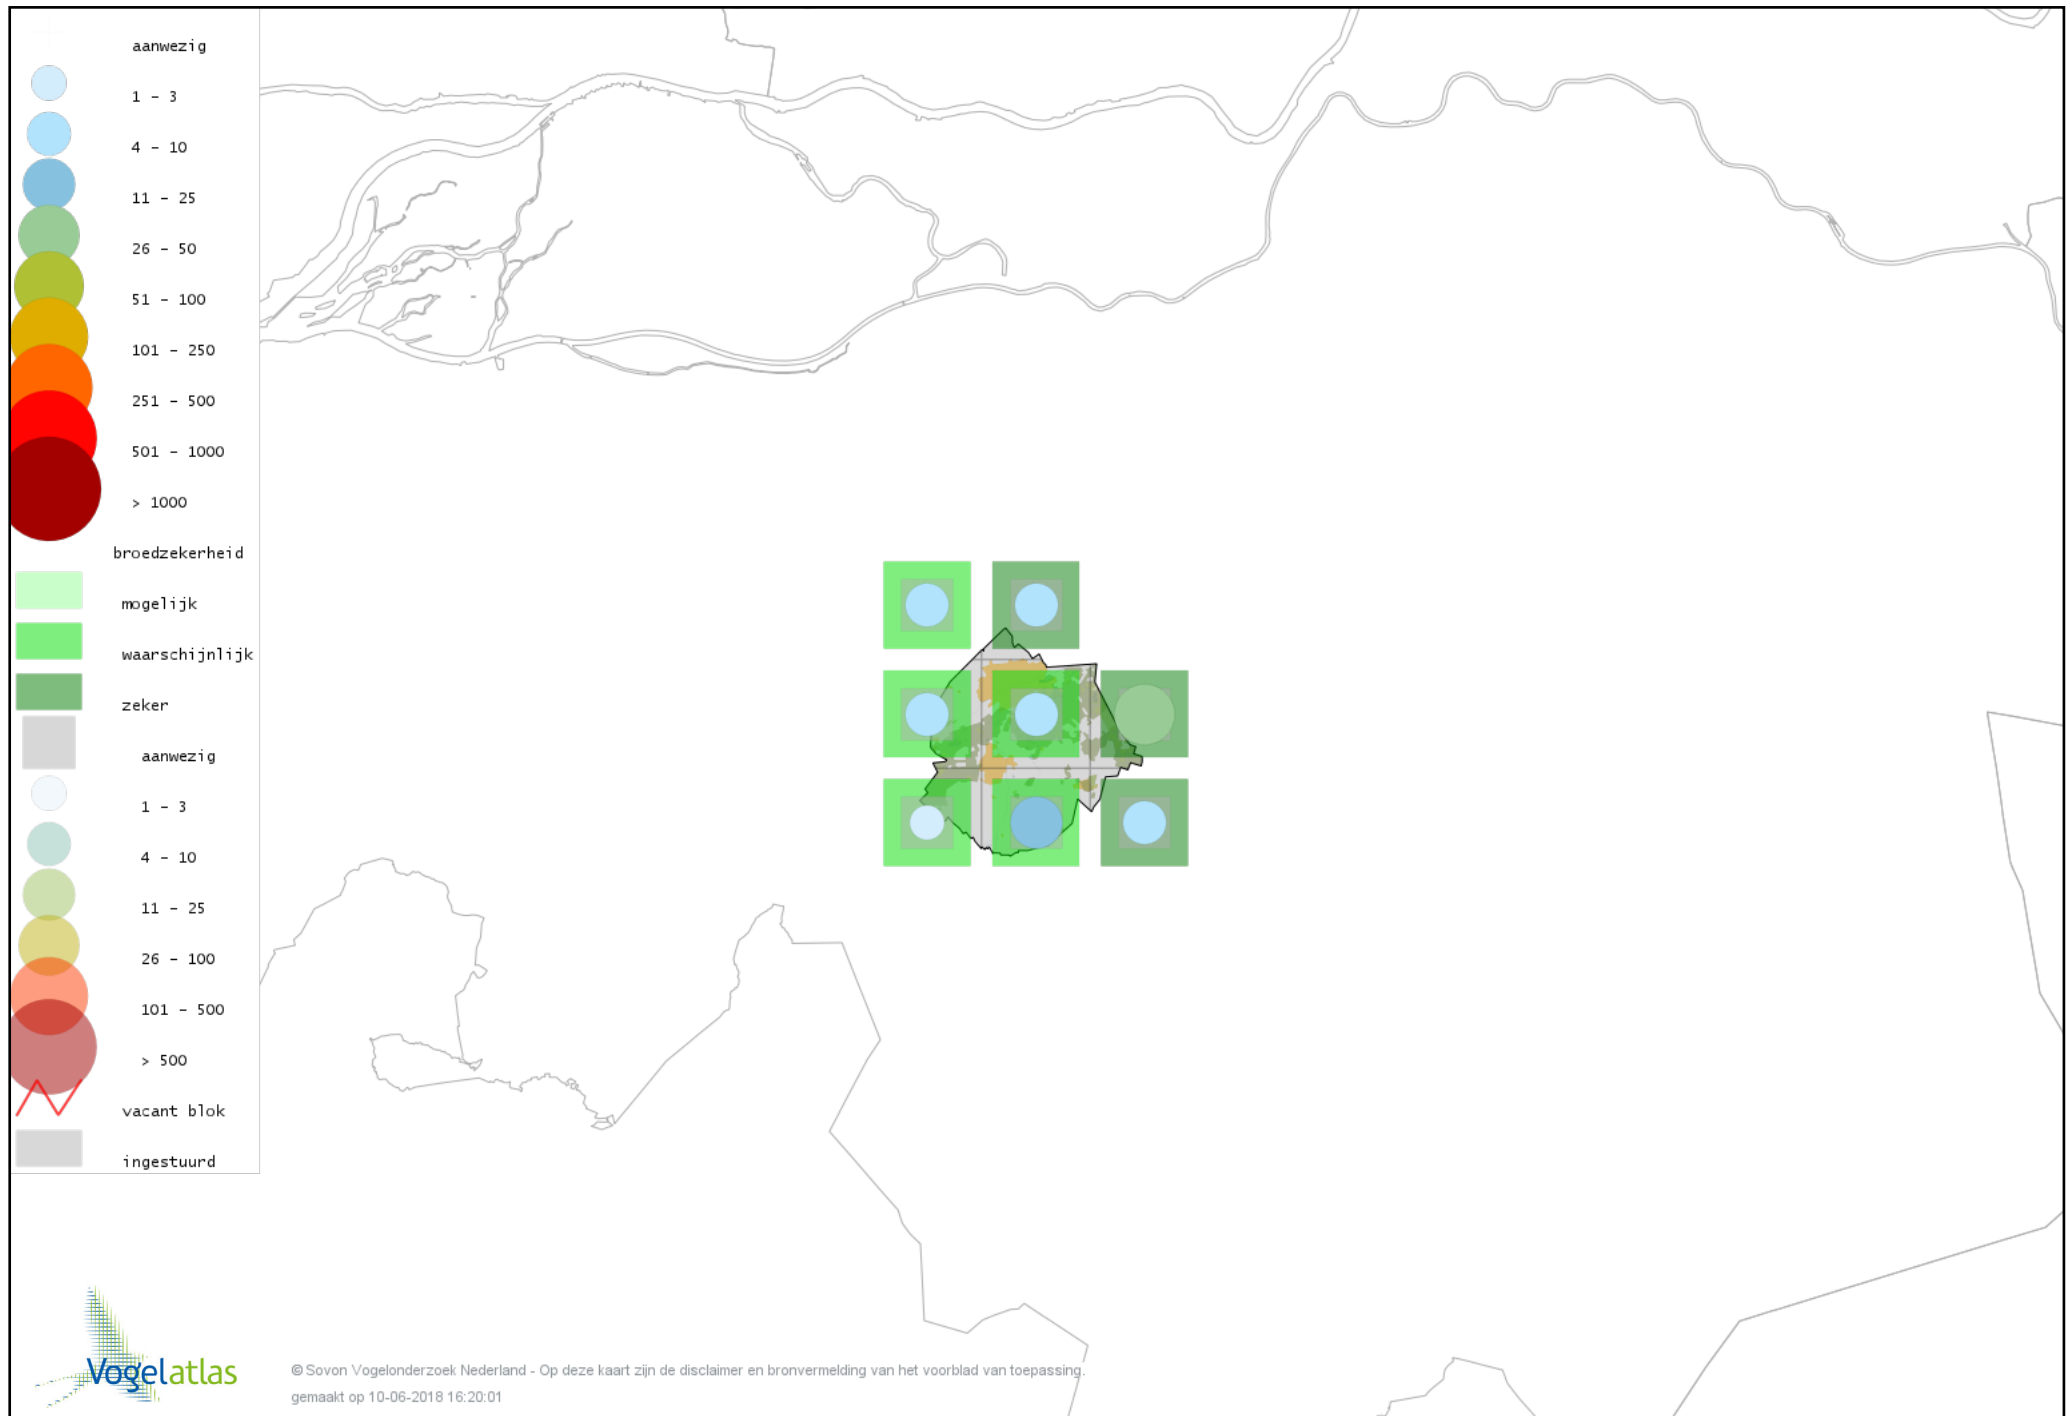 aanwezig
1 - 3
4 - 10
11 - 25
26 - 50
51 - 100
101 - 250
251 - 500
501 - 1000
> 1000
broedzekerheid
mogelijk
waarschijnlijk
zeker
aanwezig
1 - 3
4 - 10
11 - 25
26 - 100
101 - 500
> 500
vacant blok
ingestuurd
Vogelatlas
© Sovon Vogelonderzoek Nederland - Op deze kaart zijn de disclaimer en bronvermelding van het voorblad van toepassing.
gemaakt op 10-06-2018 16:20:01